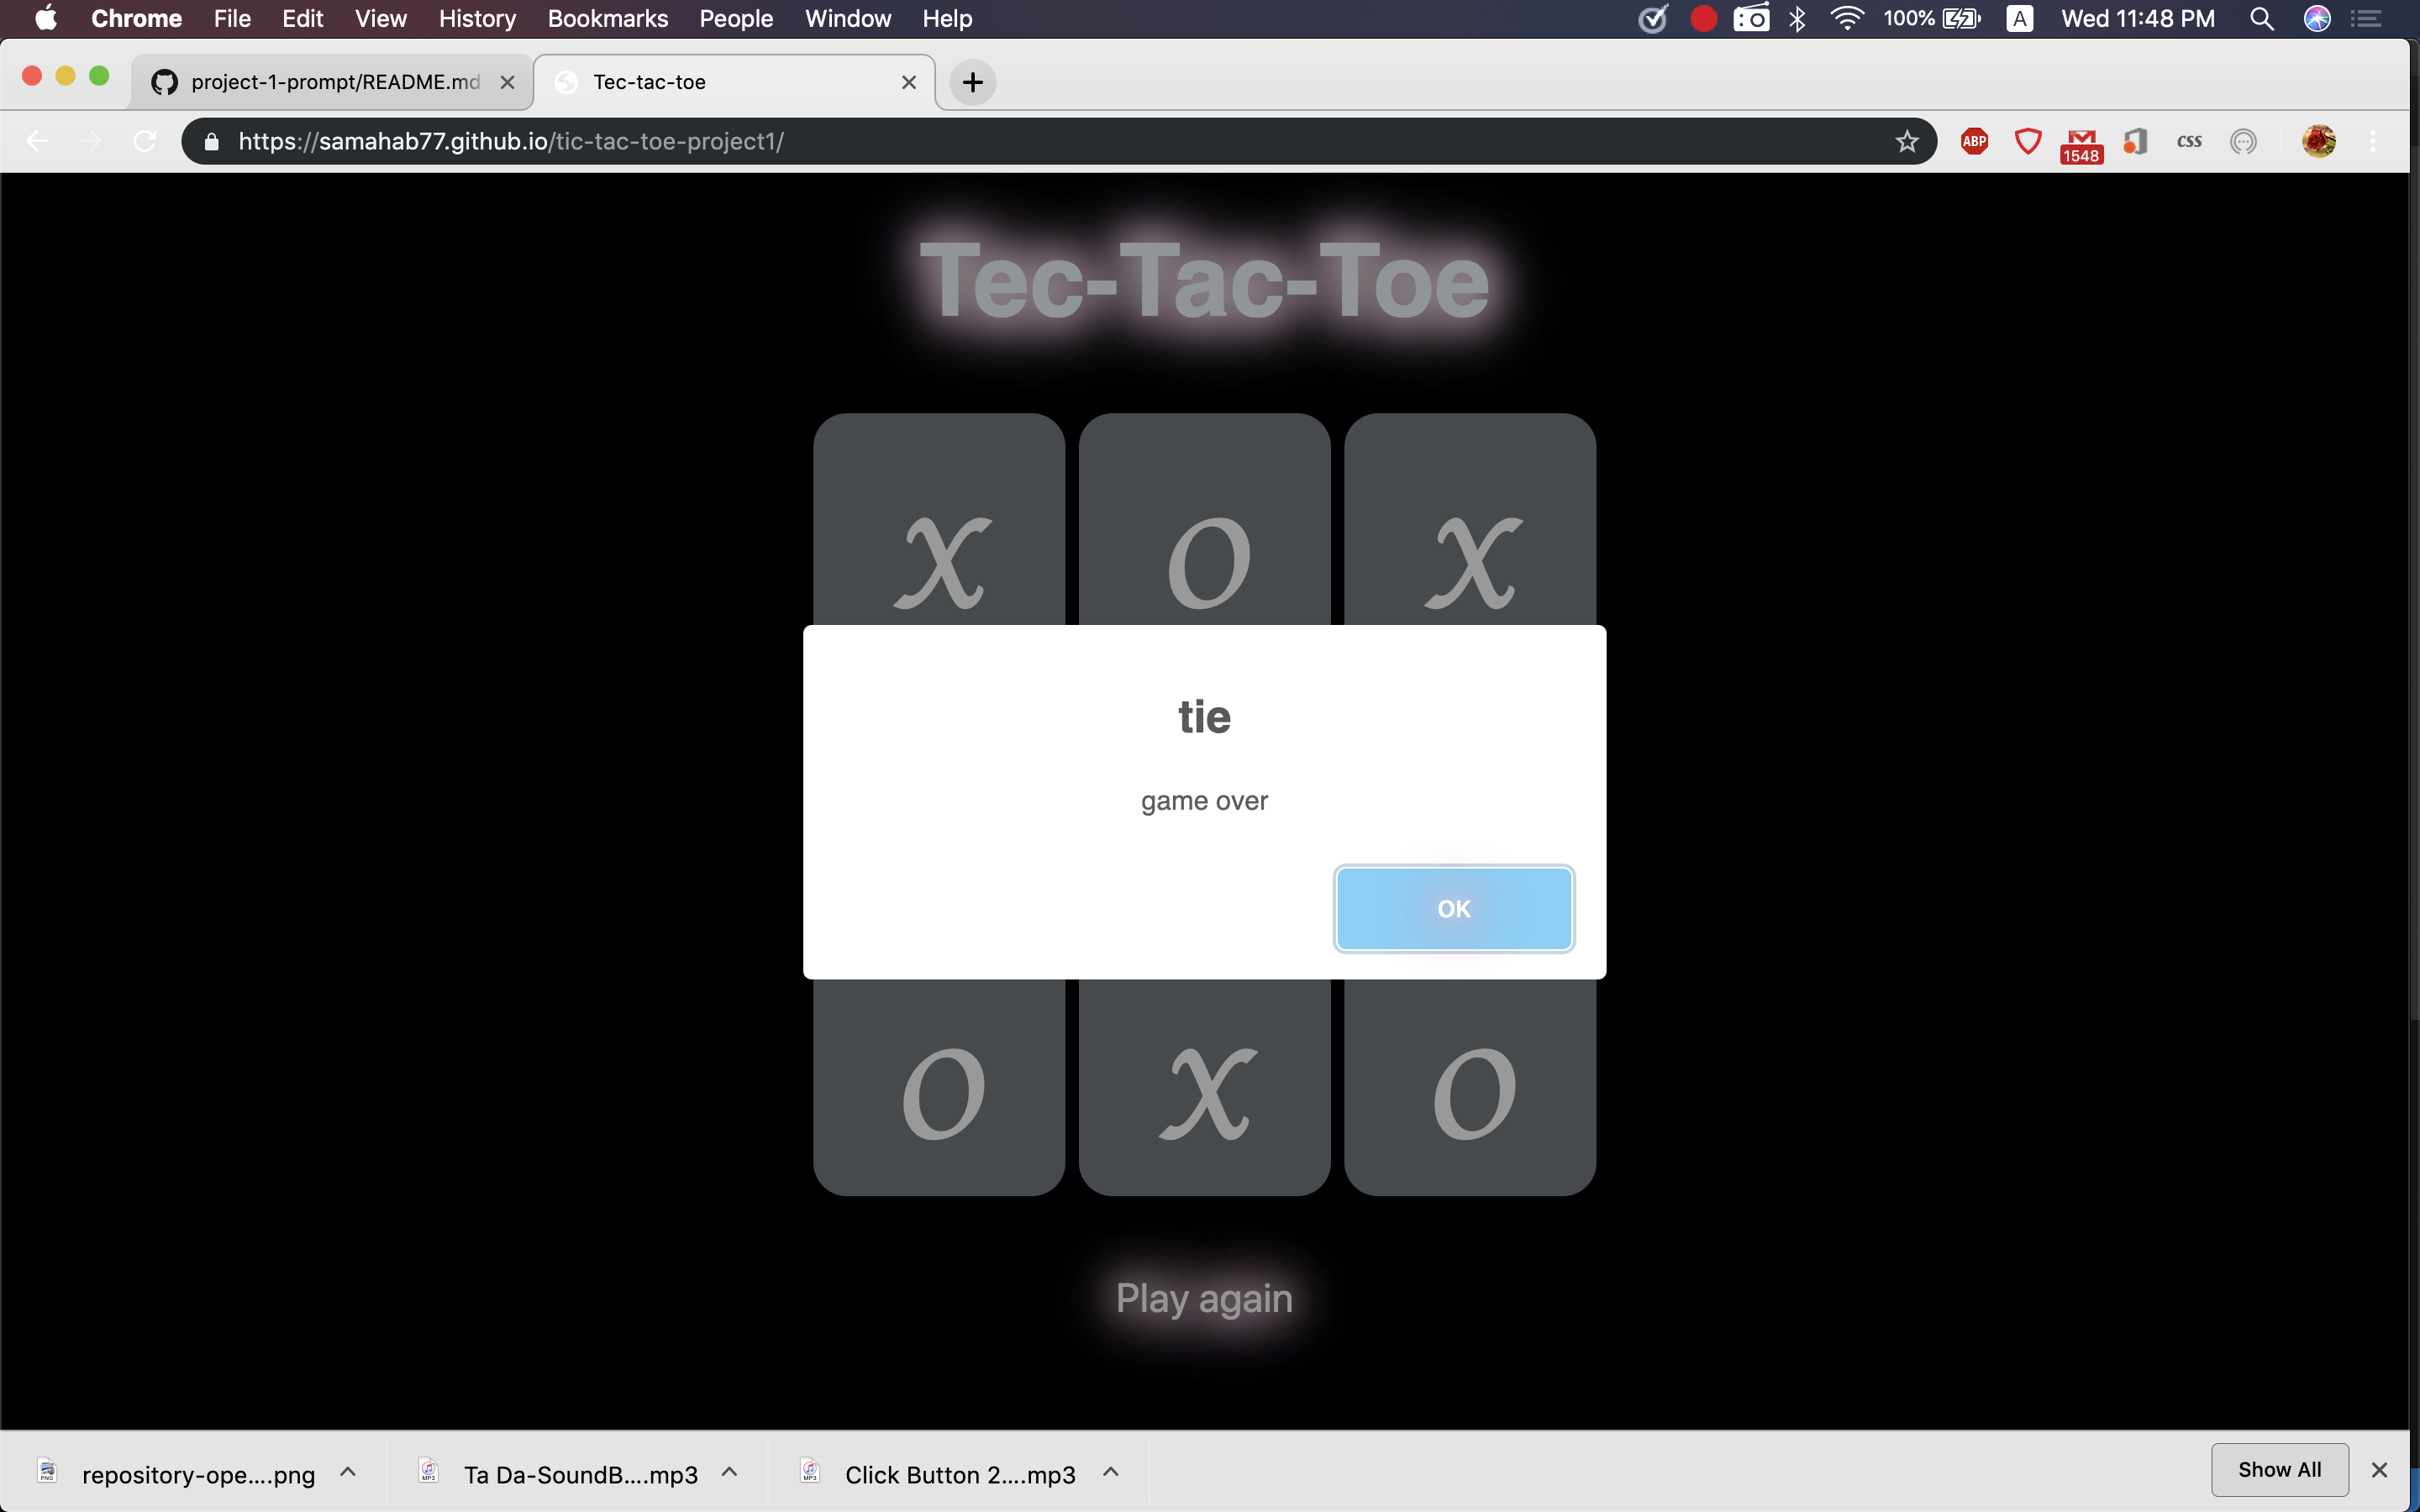 Chrome File Edit View History Bookmarks People Window Help 100% A Wed 11:48 PM
project-1-prompt/README.md Tec-tac-toe
https://samahab77.github.io/tic-tac-toe-project1/ ABP 1548 css
Tec-Tac-Toe
X O X
tie
game over
OK
O X O
Play again
repository-ope....png Ta Da-SoundB....mp3 Click Button 2....mp3 Show All